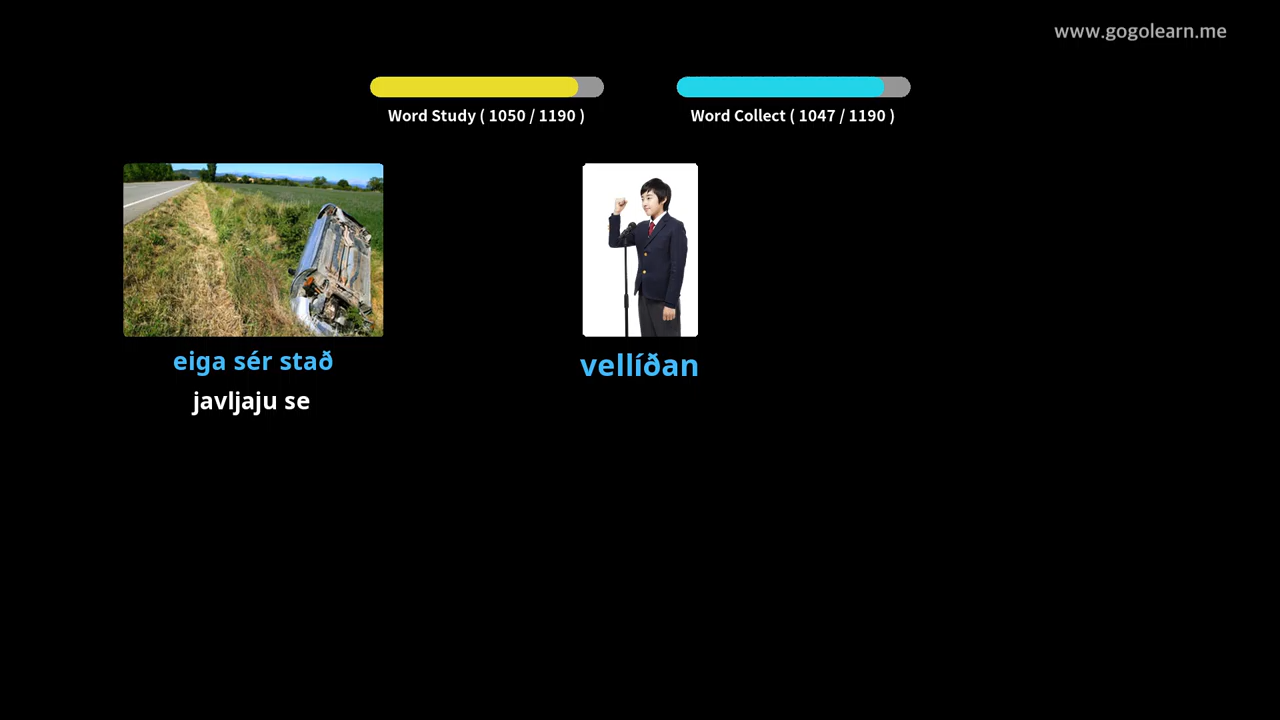 www.gogolearn.me
Word Study ( 1050 / 1190 )
Word Collect ( 1047 / 1190 )
eiga sér stað
javljaju se
vellíðan